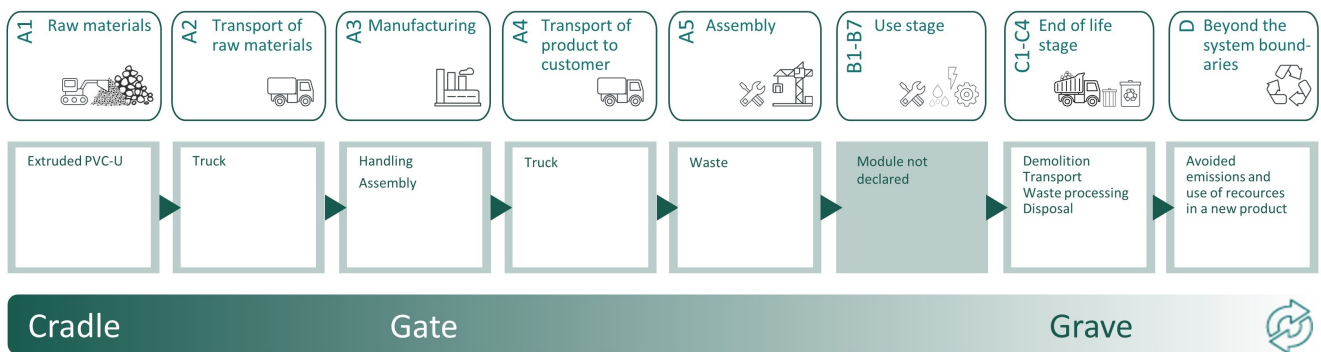 A1
Raw materials
A2
Transport of
raw materials
A3
Manufacturing
A4
Transport of
product to
customer
A5
Assembly
B1-B7
Use stage
C1-C4
End of life
stage
D
Beyond the
system bound-
aries
Extruded PVC-U
Truck
Handling
Assembly
Truck
Waste
Module not
declared
Demolition
Transport
Waste processing
Disposal
Avoided
emissions and
use of recources
in a new product
Cradle
Gate
Grave